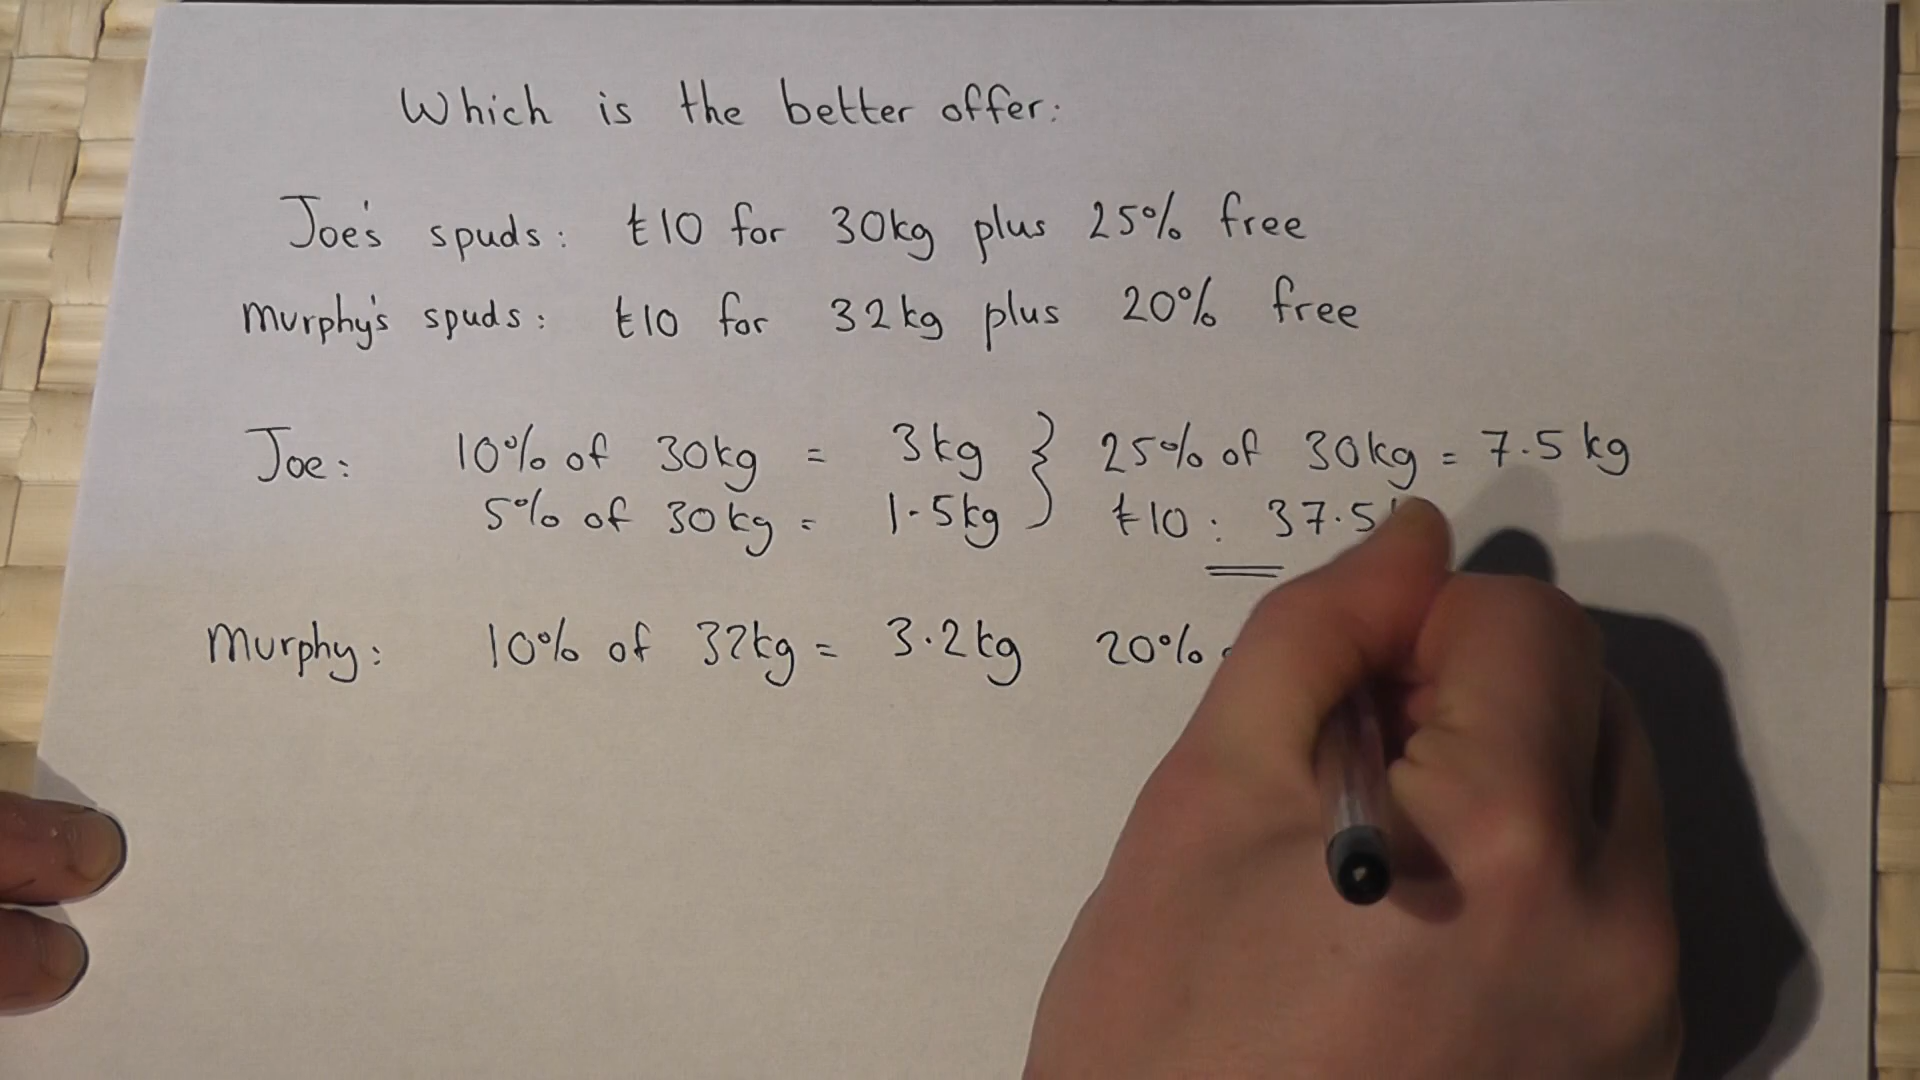 Which is the better offer:
Joe's spuds: £10 for 30kg plus 25% free
Murphy's spuds: £10 for 32kg plus 20% free
Joe: 10% of 30kg = 3kg } 25% of 30kg = 7.5kg
5% of 30kg = 1.5kg £10: 37.5
Murphy: 10% of 32kg = 3.2kg 20%